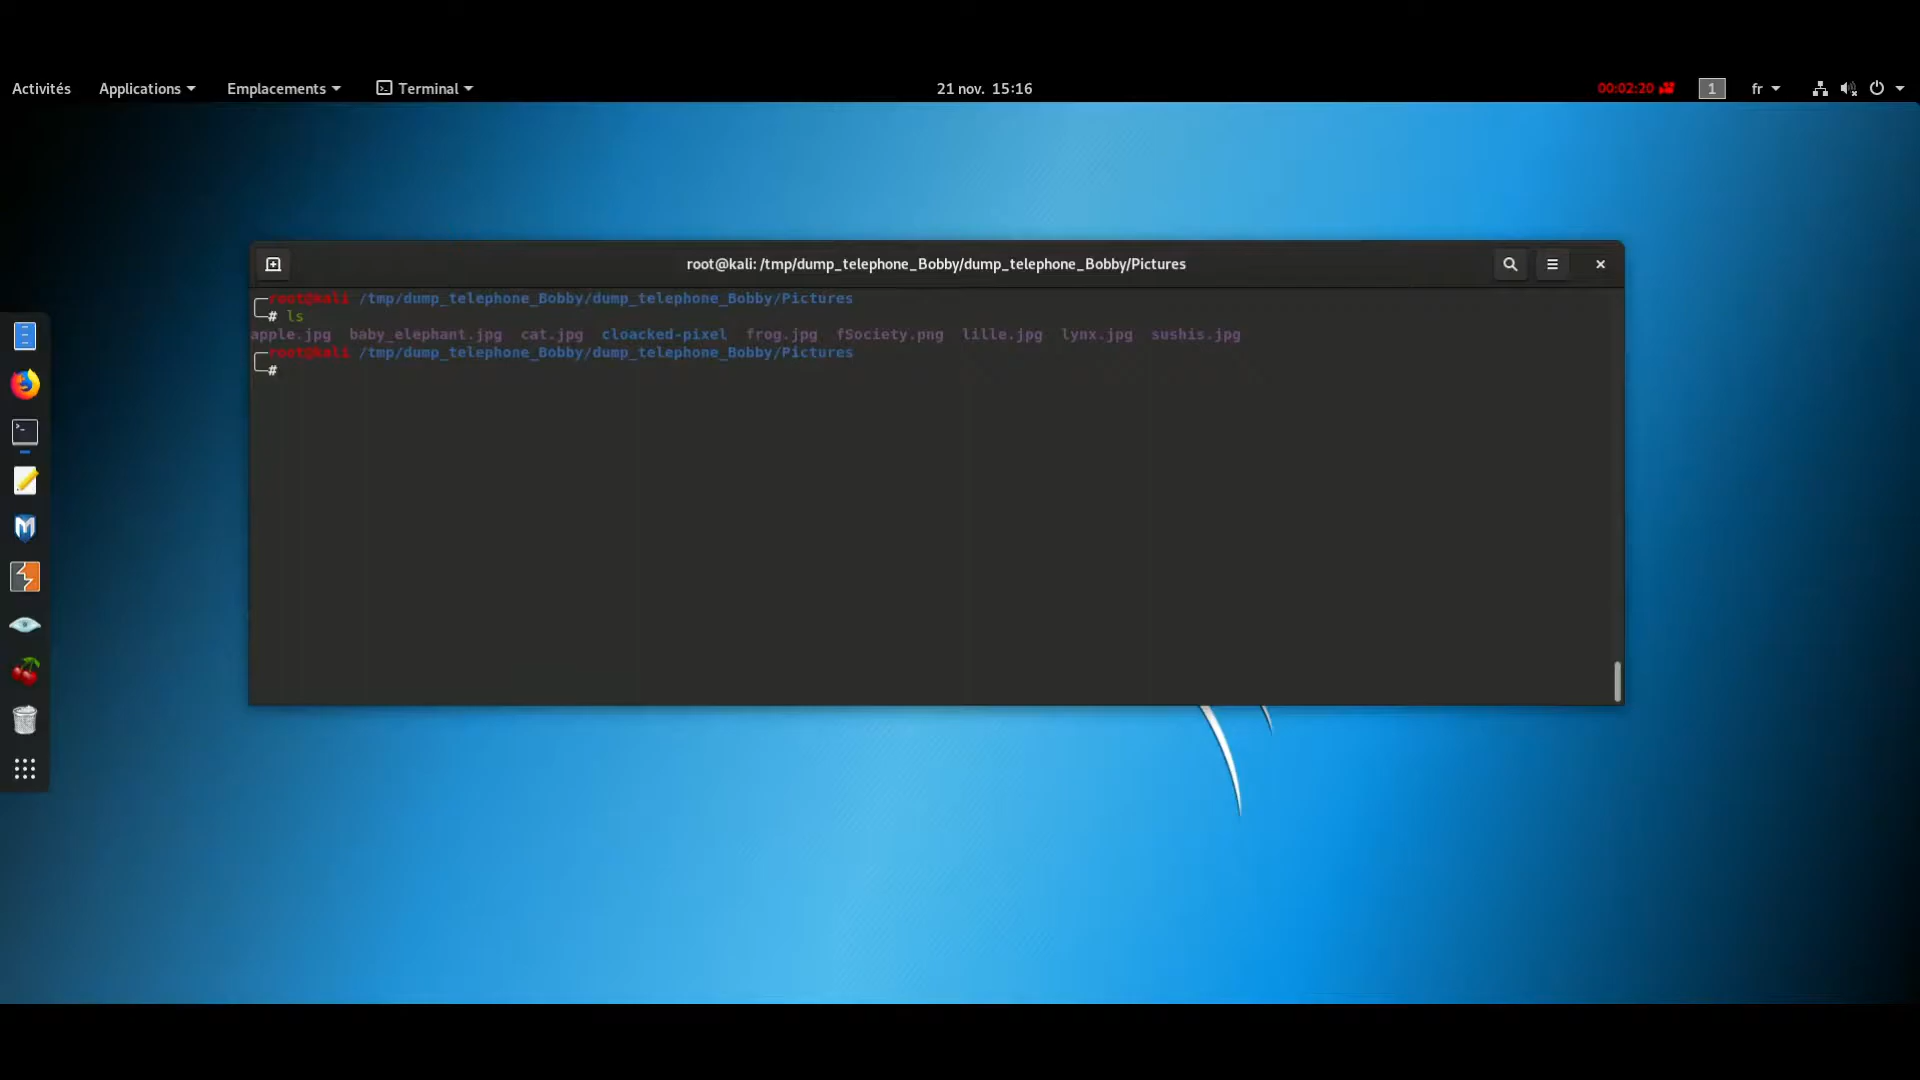 Activités Applications Emplacements Terminal 21 nov. 15:16 00:02:20 1 fr
root@kali: /tmp/dump_telephone_Bobby/dump_telephone_Bobby/Pictures
root@kali /tmp/dump_telephone_Bobby/dump_telephone_Bobby/Pictures
# ls
apple.jpg baby_elephant.jpg cat.jpg cloacked-pixel frog.jpg fSociety.png lille.jpg lynx.jpg sushis.jpg
root@kali /tmp/dump_telephone_Bobby/dump_telephone_Bobby/Pictures
#